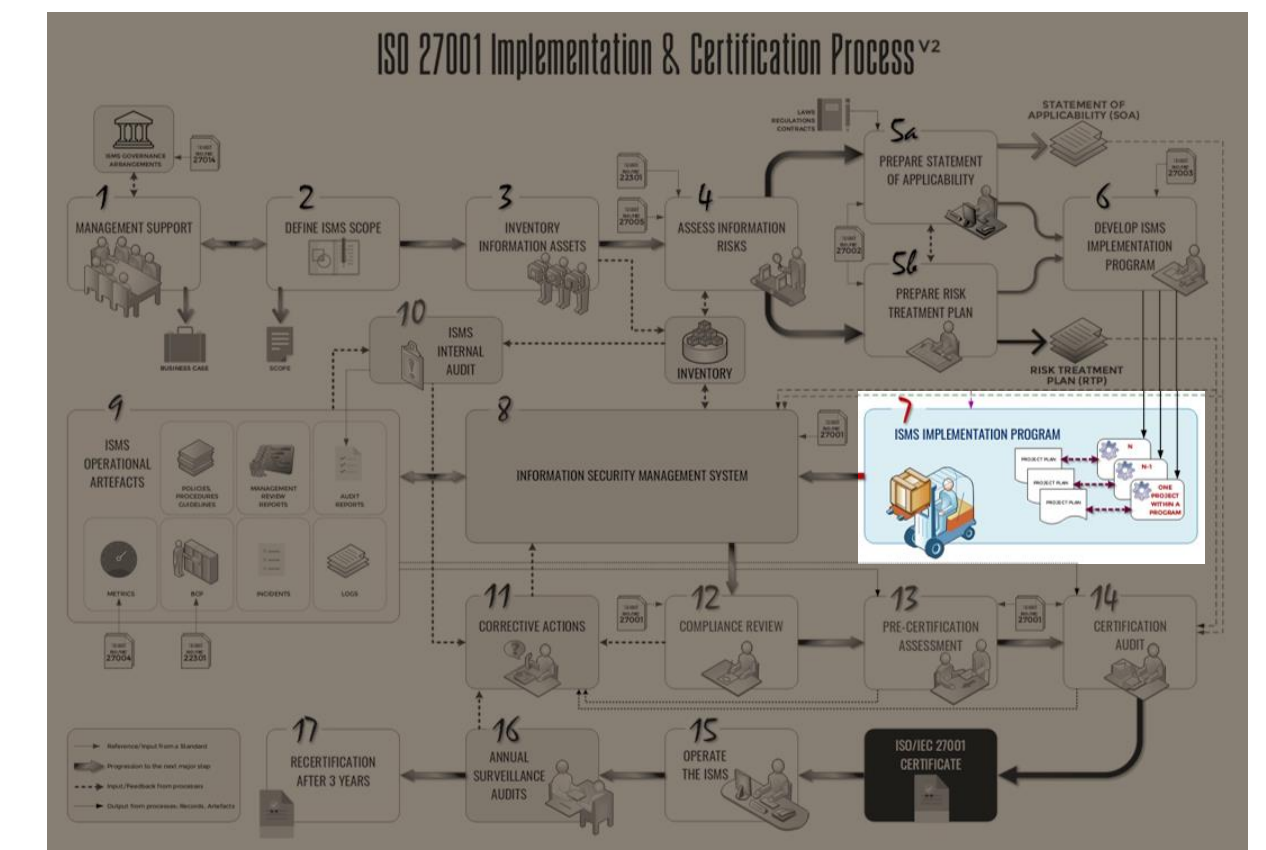 ISO 27001 Implementation & Certification Process V2
ISMS GOVERNANCE
ARRANGEMENTS
27014
1
MANAGEMENT SUPPORT
BUSINESS CASE
2
DEFINE ISMS SCOPE
SCOPE
3
INVENTORY
INFORMATION ASSETS
22301
27005
4
ASSESS INFORMATION
RISKS
LAWS
REGULATIONS
CONTRACTS
5a
PREPARE STATEMENT
OF APPLICABILITY
27002
5b
PREPARE RISK
TREATMENT PLAN
STATEMENT OF
APPLICABILITY (SOA)
27003
6
DEVELOP ISMS
IMPLEMENTATION
PROGRAM
RISK TREATMENT
PLAN (RTP)
10
ISMS
INTERNAL
AUDIT
INVENTORY
9
ISMS
OPERATIONAL
ARTEFACTS
POLICIES,
PROCEDURES
GUIDELINES
MANAGEMENT
REVIEW
REPORTS
AUDIT
REPORTS
METRICS
BCP
INCIDENTS
LOGS
27004
22301
8
INFORMATION SECURITY MANAGEMENT SYSTEM
27001
7
ISMS IMPLEMENTATION PROGRAM
PROJECT PLAN
PROJECT PLAN
PROJECT PLAN
N
N-1
ONE
PROJECT
WITHIN A
PROGRAM
11
CORRECTIVE ACTIONS
27001
12
COMPLIANCE REVIEW
13
PRE-CERTIFICATION
ASSESSMENT
27001
14
CERTIFICATION
AUDIT
Reference/Input from a Standard
Progression to the next major step
Input/Feedback from processes
Output from processes, Records, Artefacts
17
RECERTIFICATION
AFTER 3 YEARS
16
ANNUAL
SURVEILLANCE
AUDITS
15
OPERATE
THE ISMS
ISO/IEC 27001
CERTIFICATE